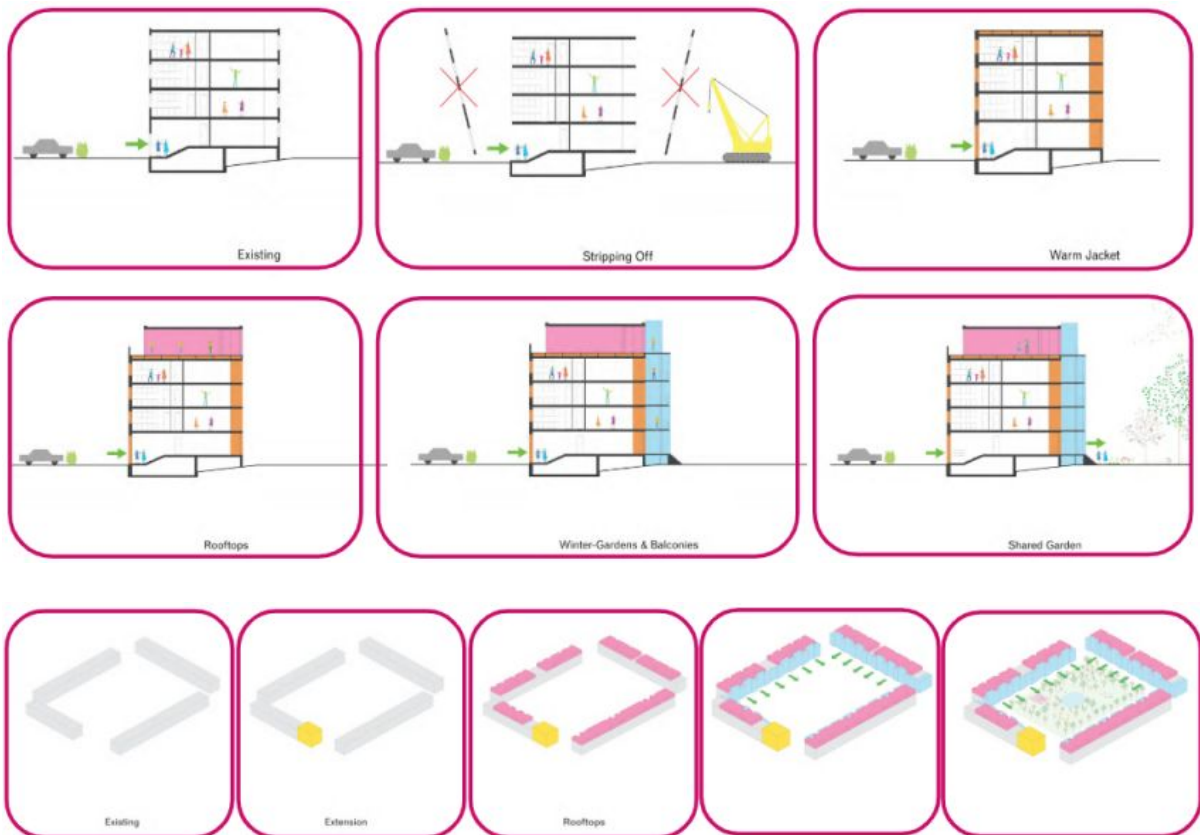 Existing
Stripping Off
Warm Jacket
Rooftops
Winter-Gardens & Balconies
Shared Garden
Existing
Extension
Rooftops